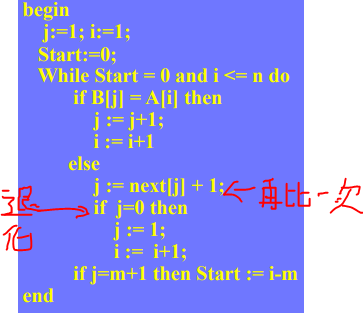 begin
j:=1; i:=1;
Start:=0;
While Start = 0 and i <= n do
if B[j] = A[i] then
j := j+1;
i := i+1
else
j := next[j] + 1; ←再比一次
退化 → if j=0 then
j := 1;
i := i+1;
if j=m+1 then Start := i-m
end